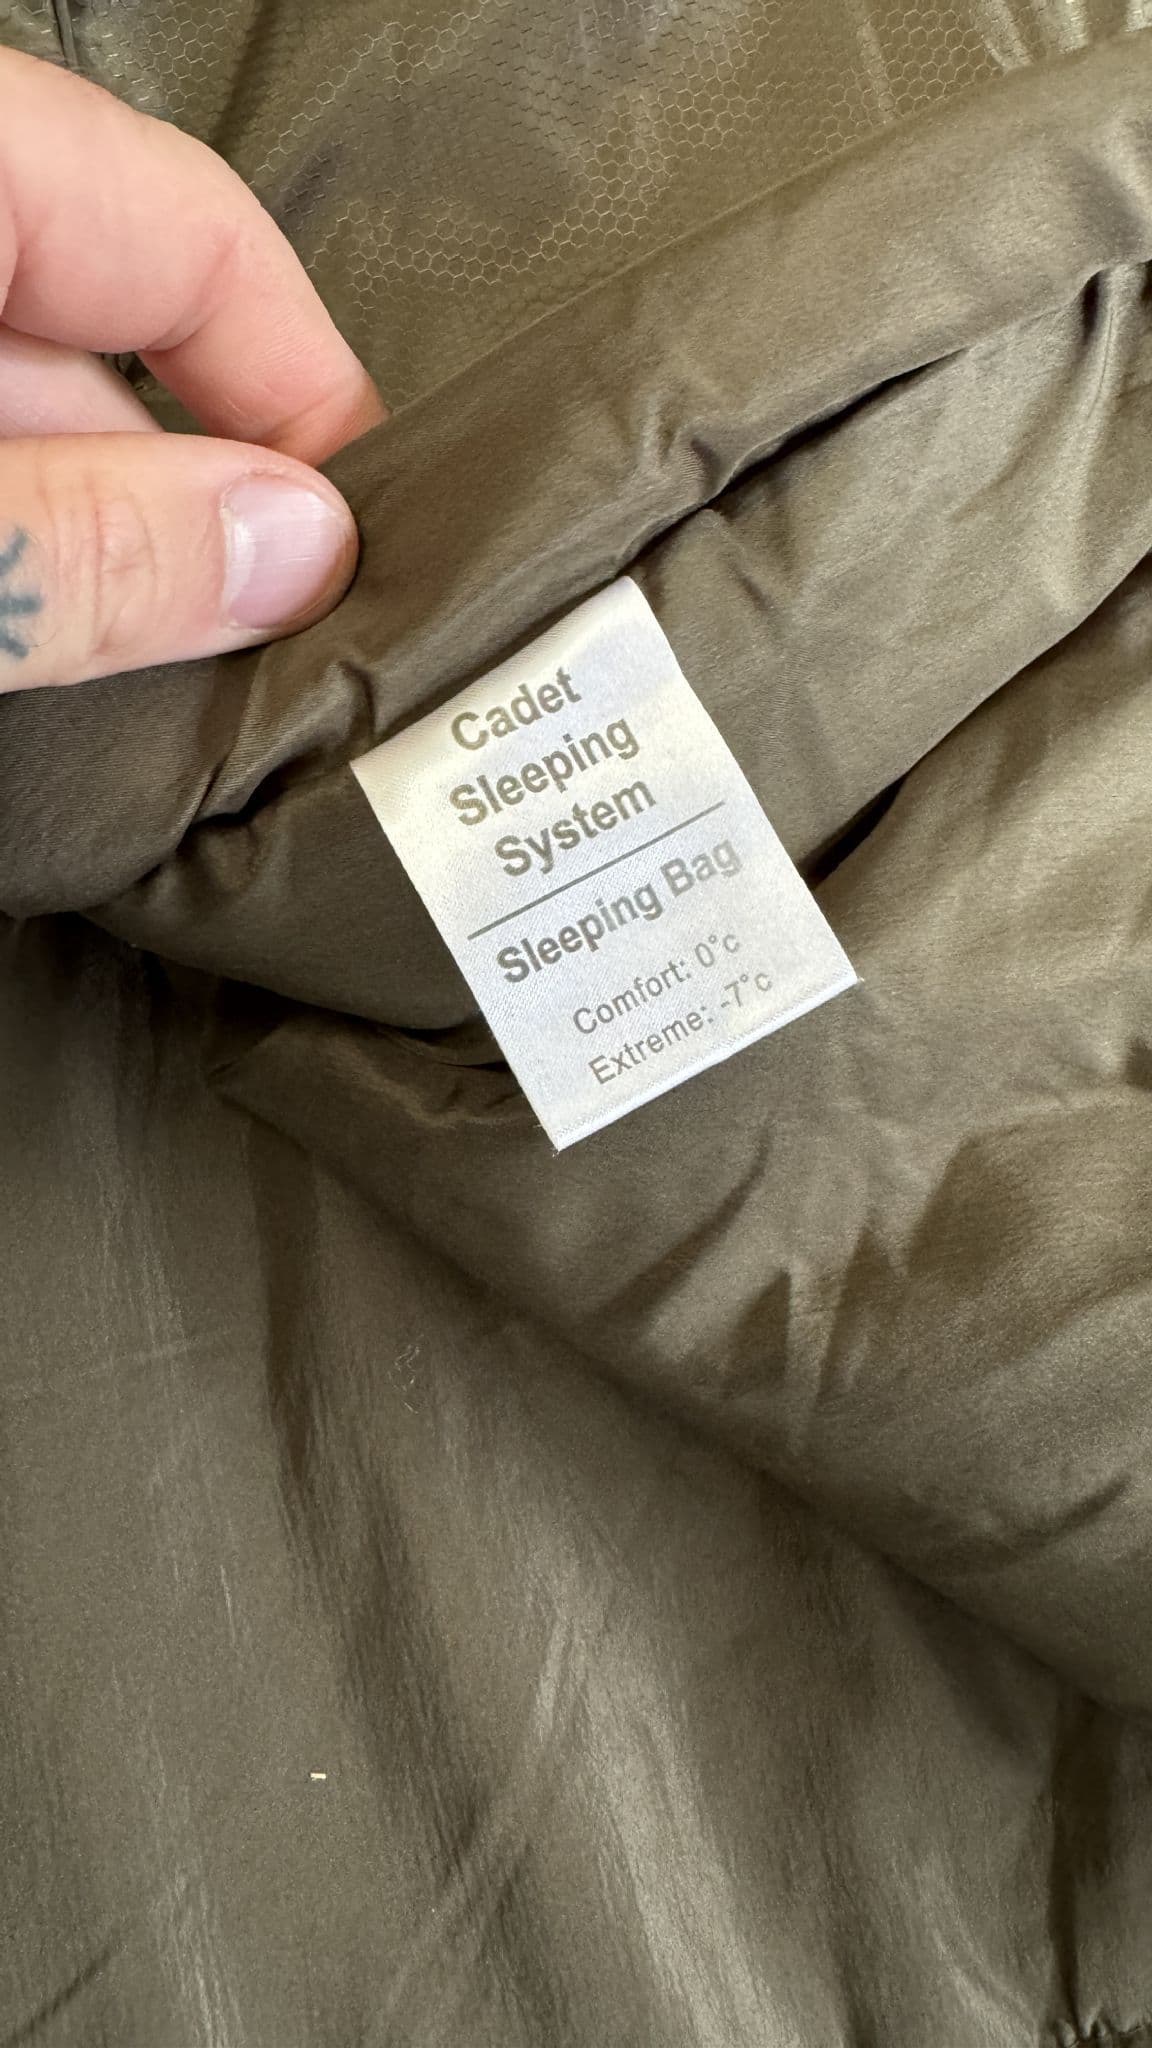 Cadet
Sleeping
System
Sleeping Bag
Comfort: 0°c
Extreme: -7°c